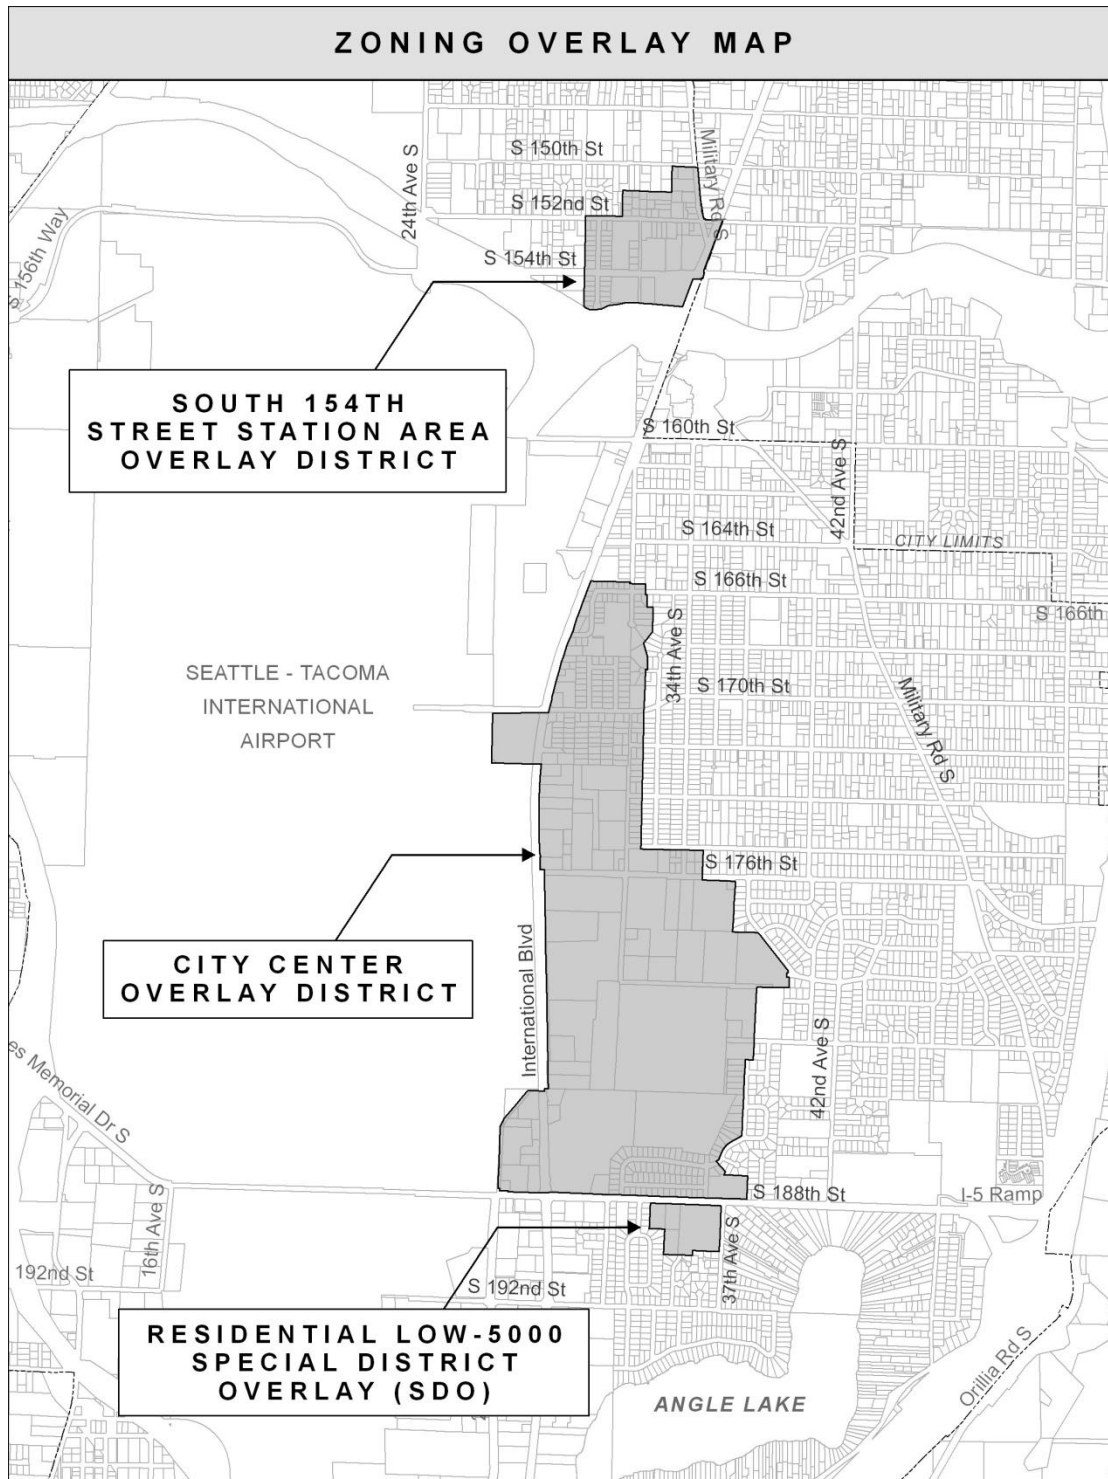 ZONING OVERLAY MAP
S 150th St
Military Rd S
24th Ave S
S 152nd St
S 156th Way
S 154th St
SOUTH 154TH
STREET STATION AREA
OVERLAY DISTRICT
S 160th St
42nd Ave S
S 164th St
CITY LIMITS
S 166th St
S 166th
34th Ave S
SEATTLE - TACOMA
INTERNATIONAL
AIRPORT
S 170th St
Military Rd S
S 176th St
CITY CENTER
OVERLAY DISTRICT
International Blvd
42nd Ave S
es Memorial Dr S
S 188th St
I-5 Ramp
16th Ave S
37th Ave S
192nd St
S 192nd St
RESIDENTIAL LOW-5000
SPECIAL DISTRICT
OVERLAY (SDO)
Orillia Rd S
ANGLE LAKE